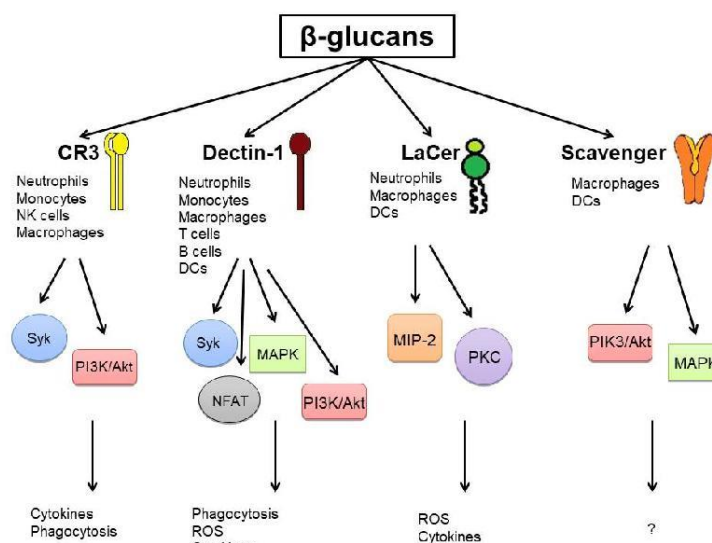 β-glucans
CR3
Neutrophils
Monocytes
NK cells
Macrophages
Dectin-1
Neutrophils
Monocytes
Macrophages
T cells
B cells
DCs
LaCer
Neutrophils
Macrophages
DCs
Scavenger
Macrophages
DCs
Syk
PI3K/Akt
Syk
MAPK
NFAT
PI3K/Akt
MIP-2
PKC
PIK3/Akt
MAPK
Cytokines
Phagocytosis
Phagocytosis
ROS
ROS
Cytokines
?